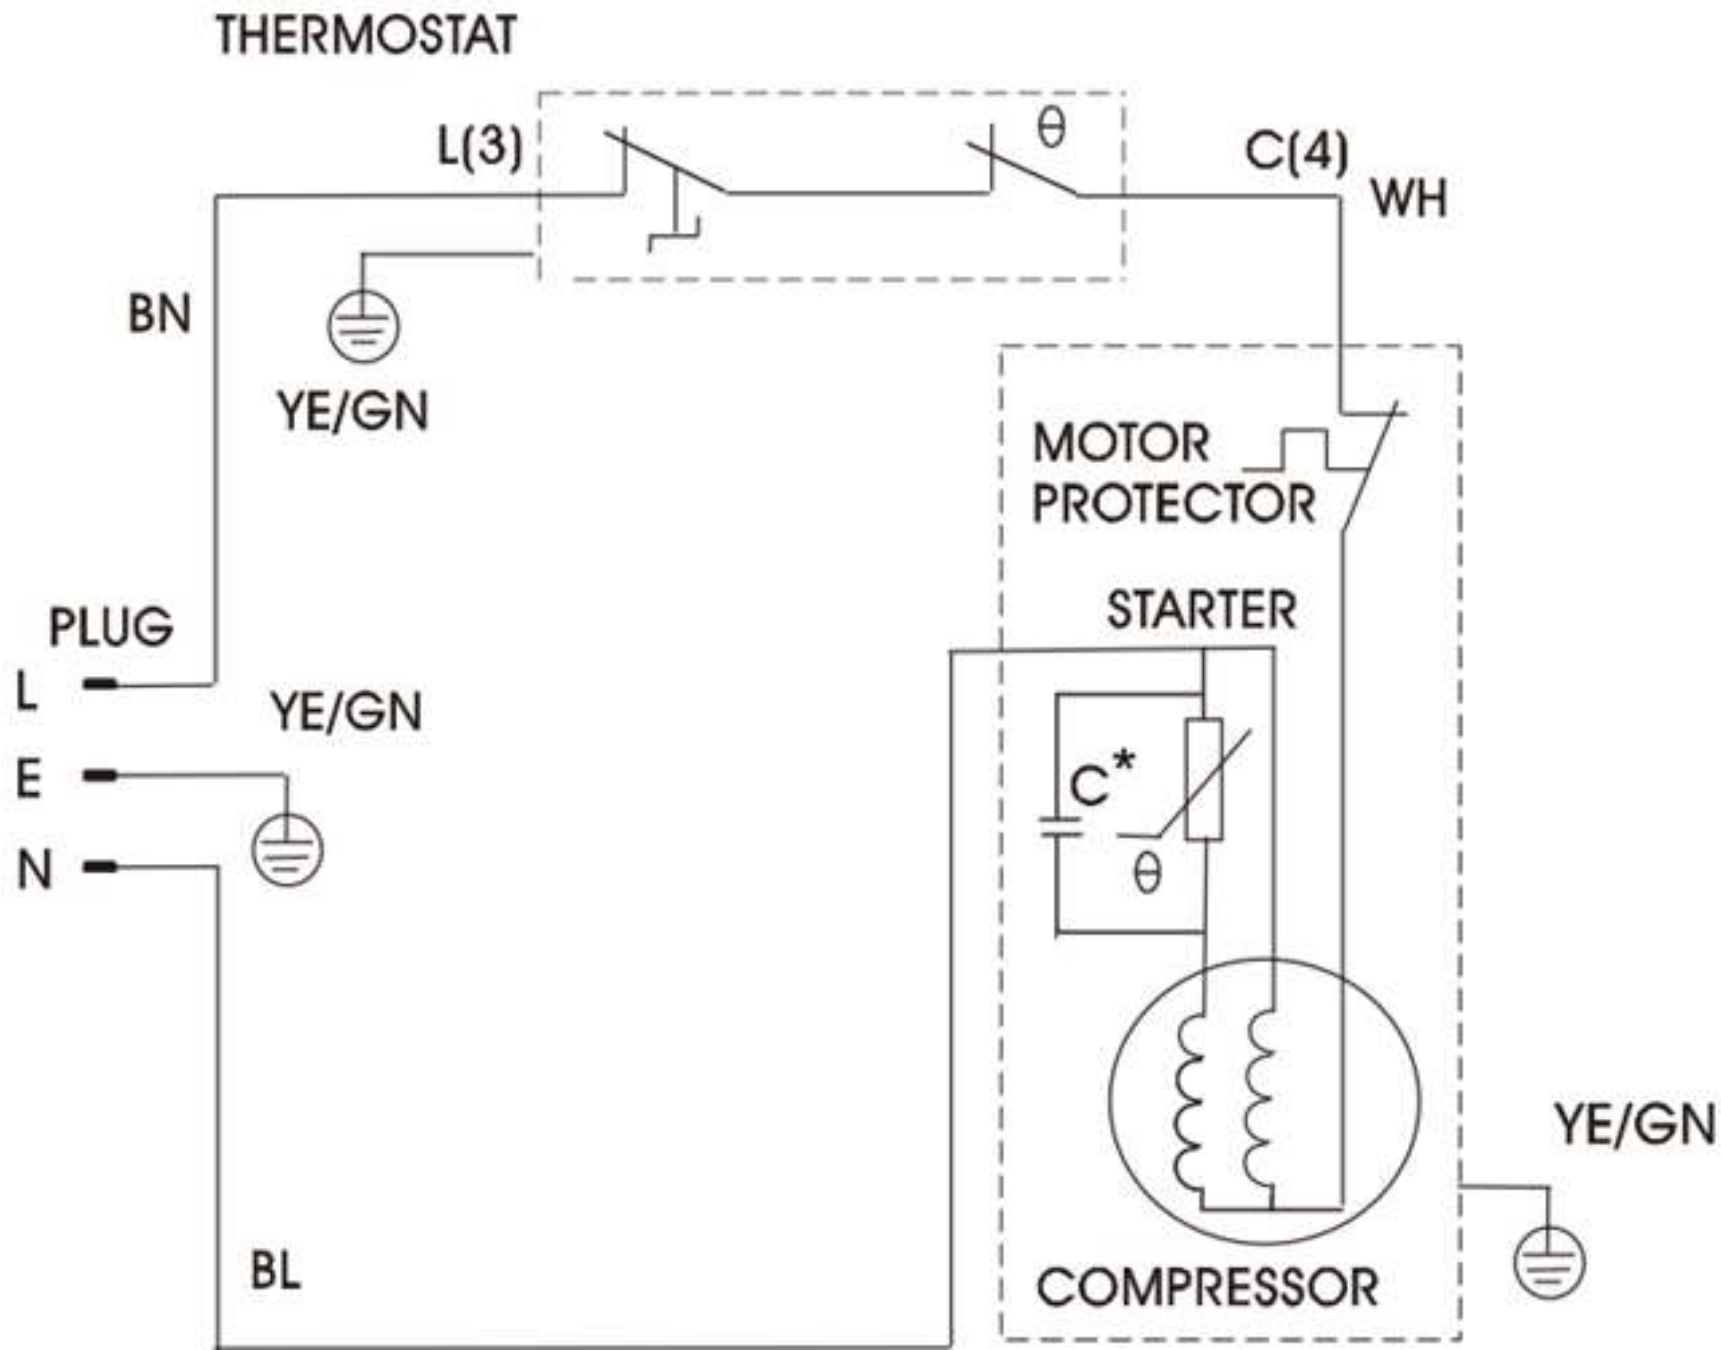 THERMOSTAT
L(3)
θ
C(4)
WH
BN
YE/GN
MOTOR
PROTECTOR
STARTER
PLUG
L
YE/GN
E
C*
N
θ
YE/GN
BL
COMPRESSOR